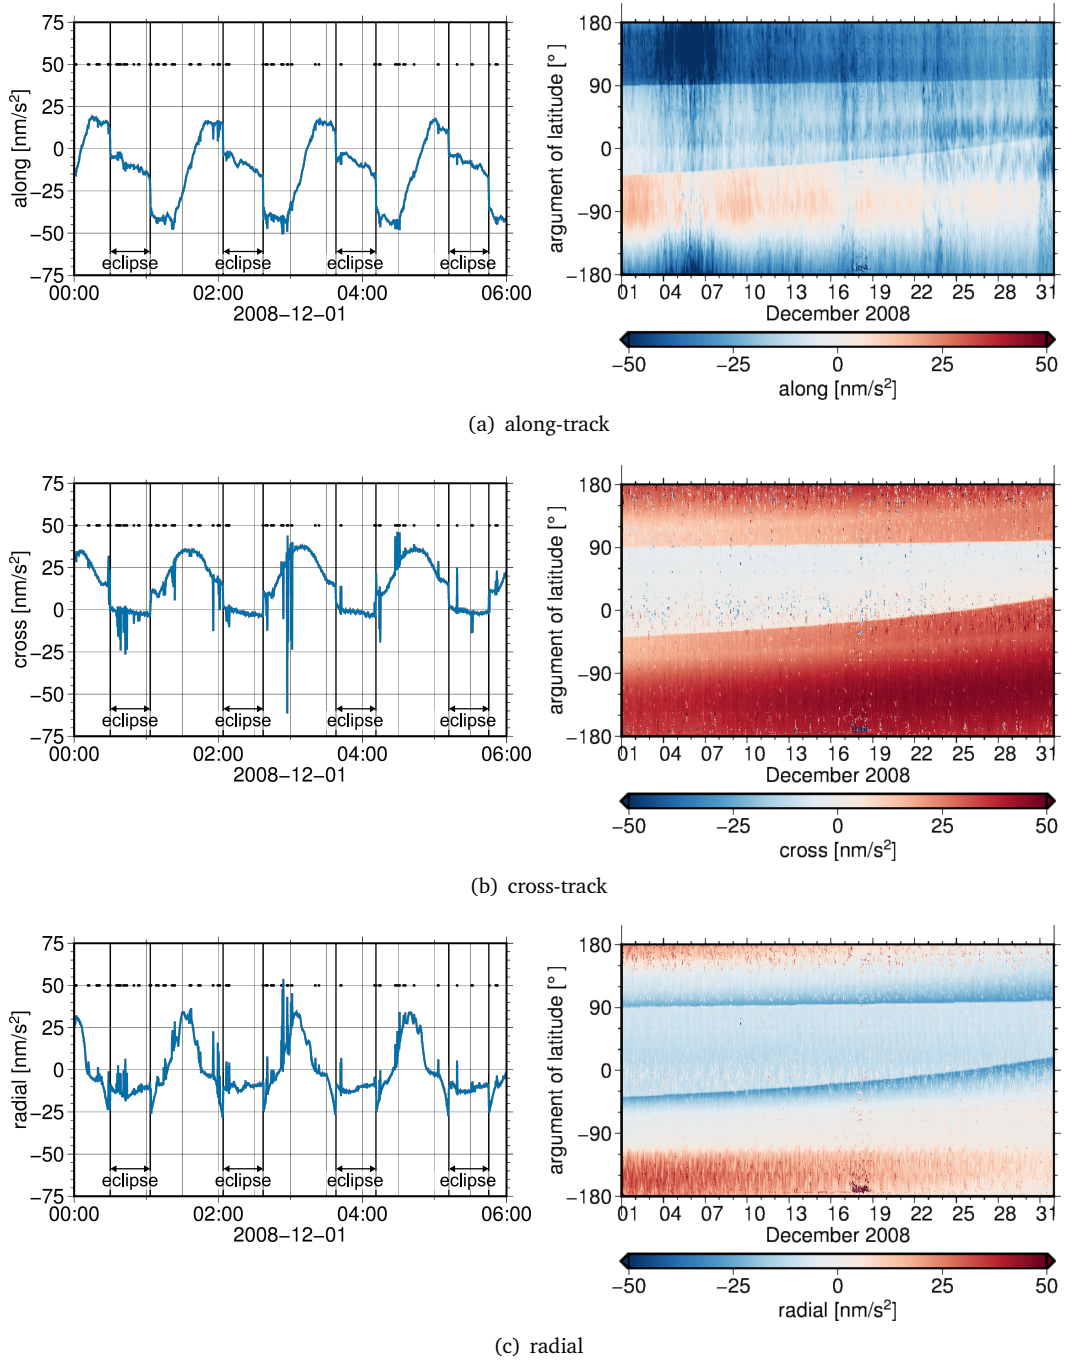 75
50
25
0
−25
−50
−75
along [nm/s²]
eclipse eclipse eclipse eclipse
00:00 02:00 04:00 06:00
2008−12−01
180
90
0
−90
−180
argument of latitude [°]
01 04 07 10 13 16 19 22 25 28 31
December 2008
−50 −25 0 25 50
along [nm/s²]
(a) along-track
75
50
25
0
−25
−50
−75
cross [nm/s²]
eclipse eclipse eclipse eclipse
00:00 02:00 04:00 06:00
2008−12−01
180
90
0
−90
−180
argument of latitude [°]
01 04 07 10 13 16 19 22 25 28 31
December 2008
−50 −25 0 25 50
cross [nm/s²]
(b) cross-track
75
50
25
0
−25
−50
−75
radial [nm/s²]
eclipse eclipse eclipse eclipse
00:00 02:00 04:00 06:00
2008−12−01
180
90
0
−90
−180
argument of latitude [°]
01 04 07 10 13 16 19 22 25 28 31
December 2008
−50 −25 0 25 50
radial [nm/s²]
(c) radial